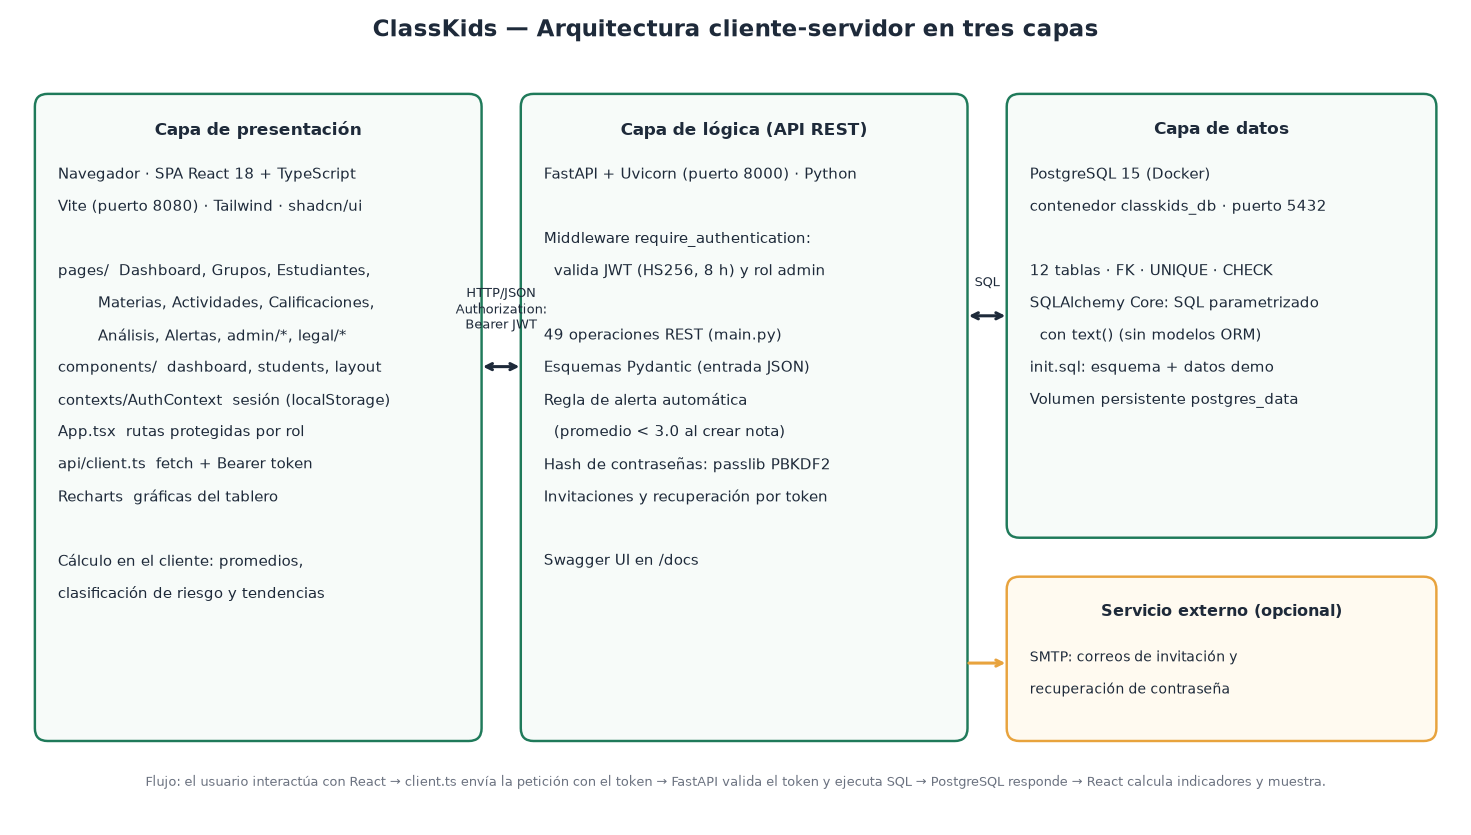 ClassKids — Arquitectura cliente-servidor en tres capas
Capa de presentación
Navegador · SPA React 18 + TypeScript
Vite (puerto 8080) · Tailwind · shadcn/ui
pages/  Dashboard, Grupos, Estudiantes,
Materias, Actividades, Calificaciones,
Análisis, Alertas, admin/*, legal/*
components/  dashboard, students, layout
contexts/AuthContext  sesión (localStorage)
App.tsx  rutas protegidas por rol
api/client.ts  fetch + Bearer token
Recharts  gráficas del tablero
Cálculo en el cliente: promedios,
clasificación de riesgo y tendencias
HTTP/JSON
Authorization:
Bearer JWT
Capa de lógica (API REST)
FastAPI + Uvicorn (puerto 8000) · Python
Middleware require_authentication:
valida JWT (HS256, 8 h) y rol admin
49 operaciones REST (main.py)
Esquemas Pydantic (entrada JSON)
Regla de alerta automática
(promedio < 3.0 al crear nota)
Hash de contraseñas: passlib PBKDF2
Invitaciones y recuperación por token
Swagger UI en /docs
SQL
Capa de datos
PostgreSQL 15 (Docker)
contenedor classkids_db · puerto 5432
12 tablas · FK · UNIQUE · CHECK
SQLAlchemy Core: SQL parametrizado
con text() (sin modelos ORM)
init.sql: esquema + datos demo
Volumen persistente postgres_data
Servicio externo (opcional)
SMTP: correos de invitación y
recuperación de contraseña
Flujo: el usuario interactúa con React → client.ts envía la petición con el token → FastAPI valida el token y ejecuta SQL → PostgreSQL responde → React calcula indicadores y muestra.